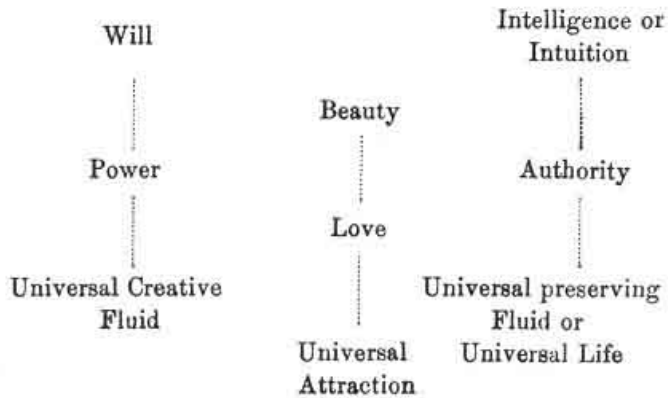 Will
Power
Universal Creative
Fluid
Beauty
Love
Universal
Attraction
Intelligence or
Intuition
Authority
Universal preserving
Fluid or
Universal Life